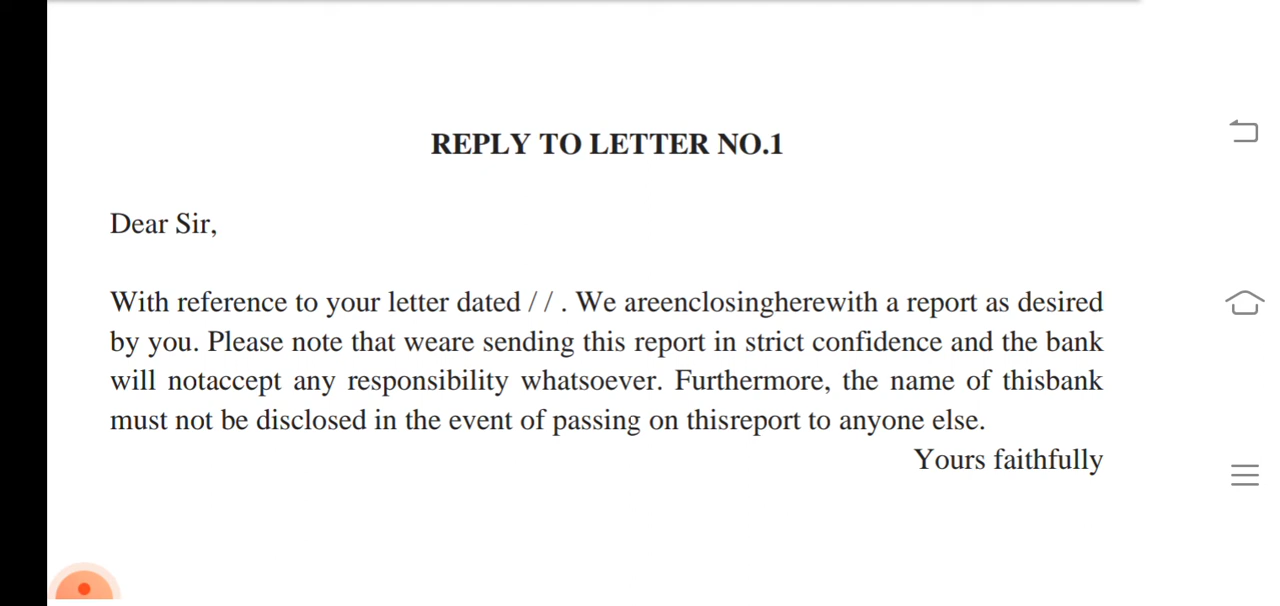 REPLY TO LETTER NO.1
Dear Sir,
With reference to your letter dated / / . We areenclosingherewith a report as desired
by you. Please note that weare sending this report in strict confidence and the bank
will notaccept any responsibility whatsoever. Furthermore, the name of thisbank
must not be disclosed in the event of passing on thisreport to anyone else.
Yours faithfully